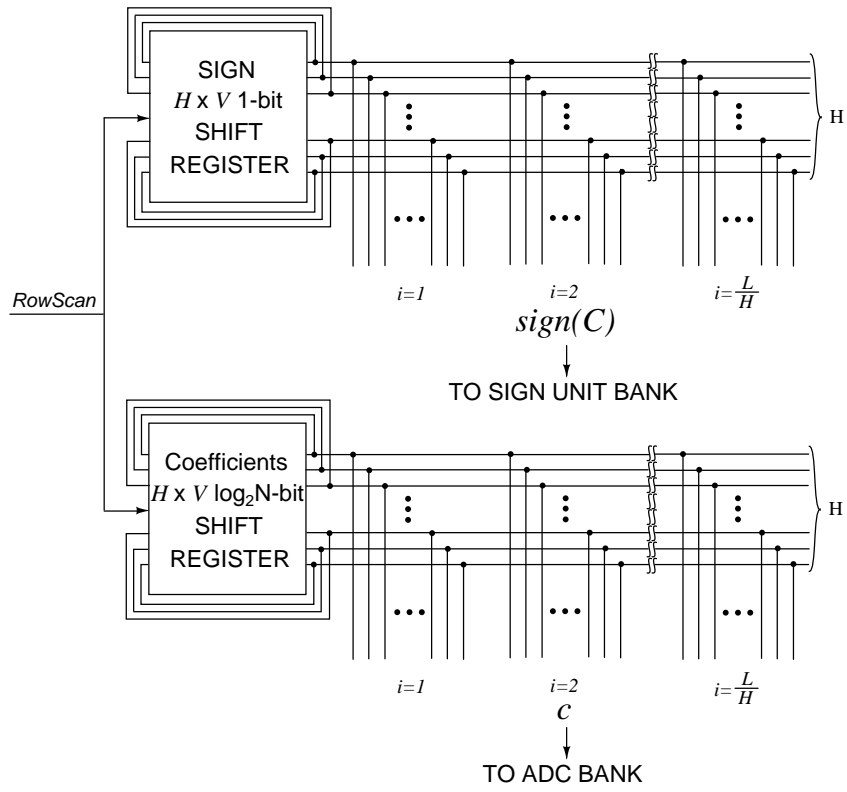 SIGN
H x V 1-bit
SHIFT
REGISTER
H
i=1
i=2
i=L/H
sign(C)
TO SIGN UNIT BANK
RowScan
Coefficients
H x V log₂N-bit
SHIFT
REGISTER
H
i=1
i=2
i=L/H
c
TO ADC BANK